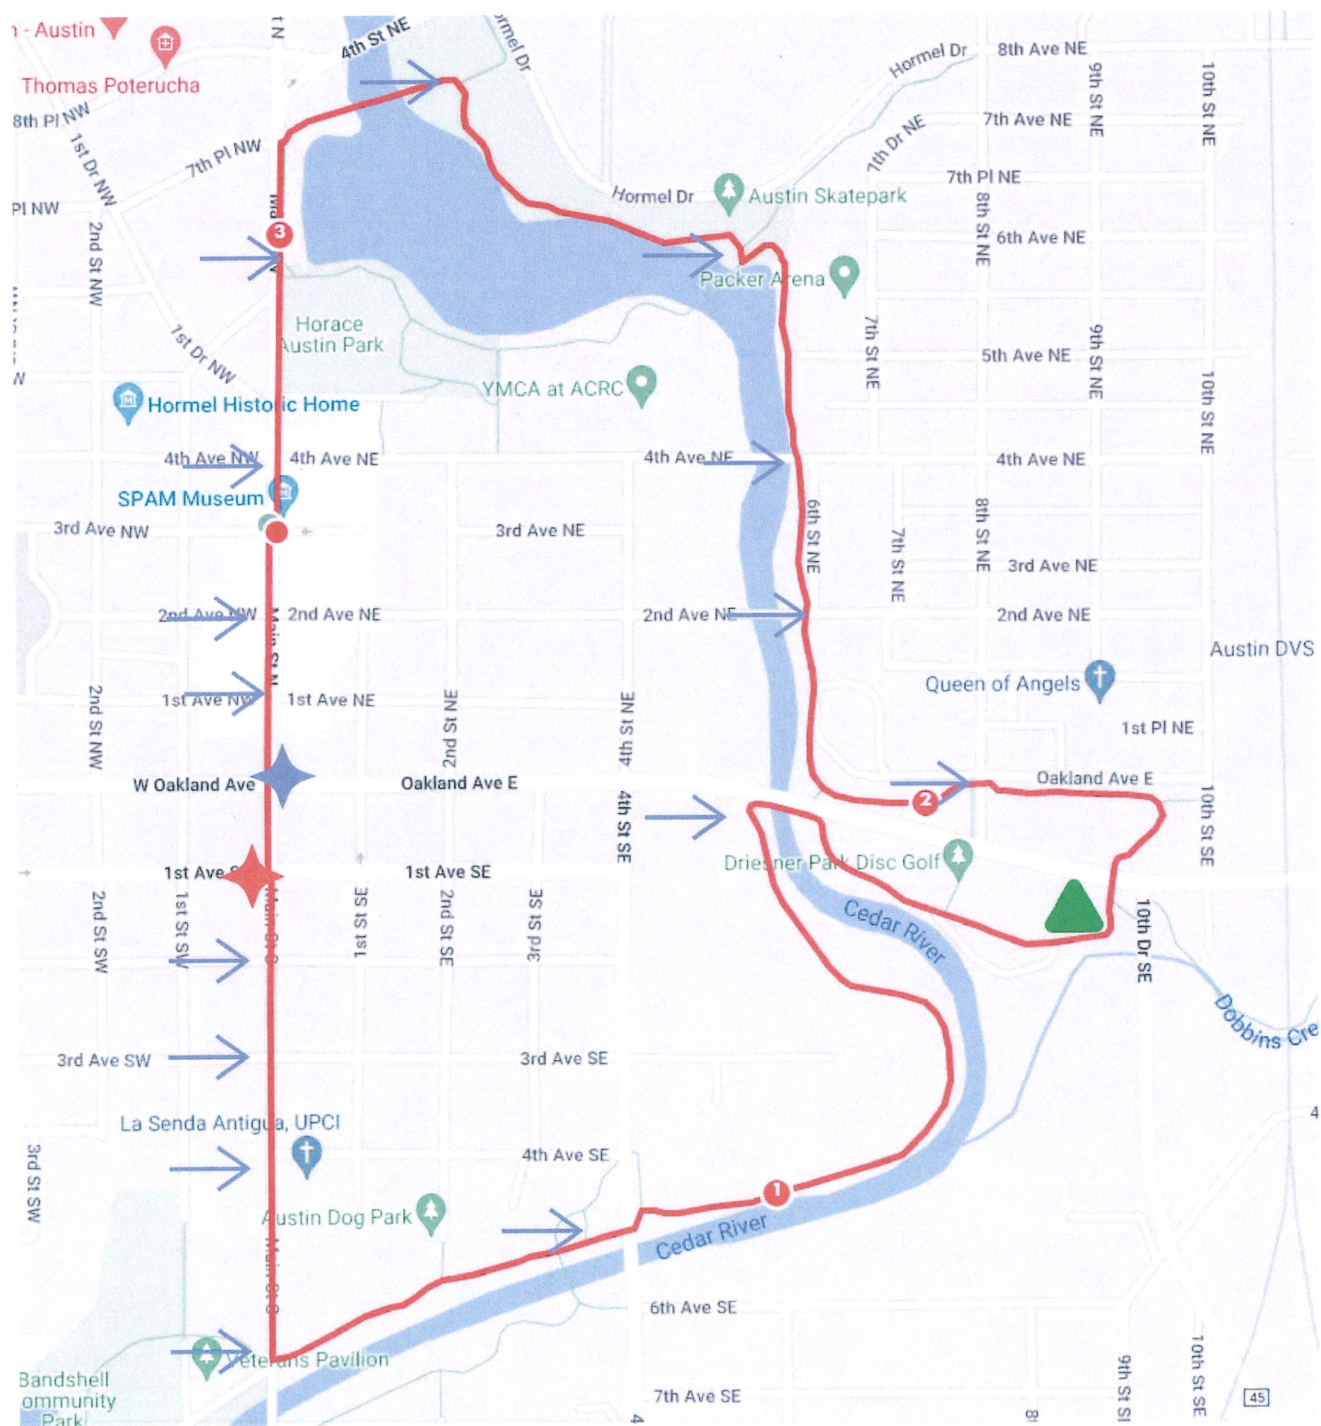 - Austin
Thomas Poterucha
4th St NE
Hormel Dr
8th Ave NE
9th St NE
10th St NE
8th Pl NW
1st Dr NW
7th Pl NW
7th Ave NE
7th Pl NE
Hormel Dr
Austin Skatepark
8th St NE
6th Ave NE
Pl NW
2nd St NW
3
Packer Arena
Horace
Austin Park
1st Dr NW
7th St NE
5th Ave NE
9th St NE
10th St NE
YMCA at ACRC
Hormel Historic Home
4th Ave NW
4th Ave NE
4th Ave NE
4th Ave NE
SPAM Museum
3rd Ave NW
3rd Ave NE
6th St NE
7th St NE
8th St NE
3rd Ave NE
2nd Ave NW
2nd Ave NE
2nd Ave NE
2nd Ave NE
Main St N
Austin DVS
Queen of Angels
1st Ave NW
1st Ave NE
2nd St NW
2nd St NE
4th St NE
1st Pl NE
W Oakland Ave
Oakland Ave E
Oakland Ave E
2
4th St SE
10th St SE
Driesner Park Disc Golf
1st Ave
1st Ave SE
Cedar River
2nd St SW
1st St SW
Main St S
1st St SE
2nd St SE
3rd St SE
10th Dr SE
Dobbins Cre
3rd Ave SW
3rd Ave SE
La Senda Antigua, UPCI
4
3rd St SW
4th Ave SE
1
Austin Dog Park
Cedar River
Main St S
6th Ave SE
Veterans Pavilion
Bandshell
ommunity
Park
7th Ave SE
9th St SE
10th St SE
45
4